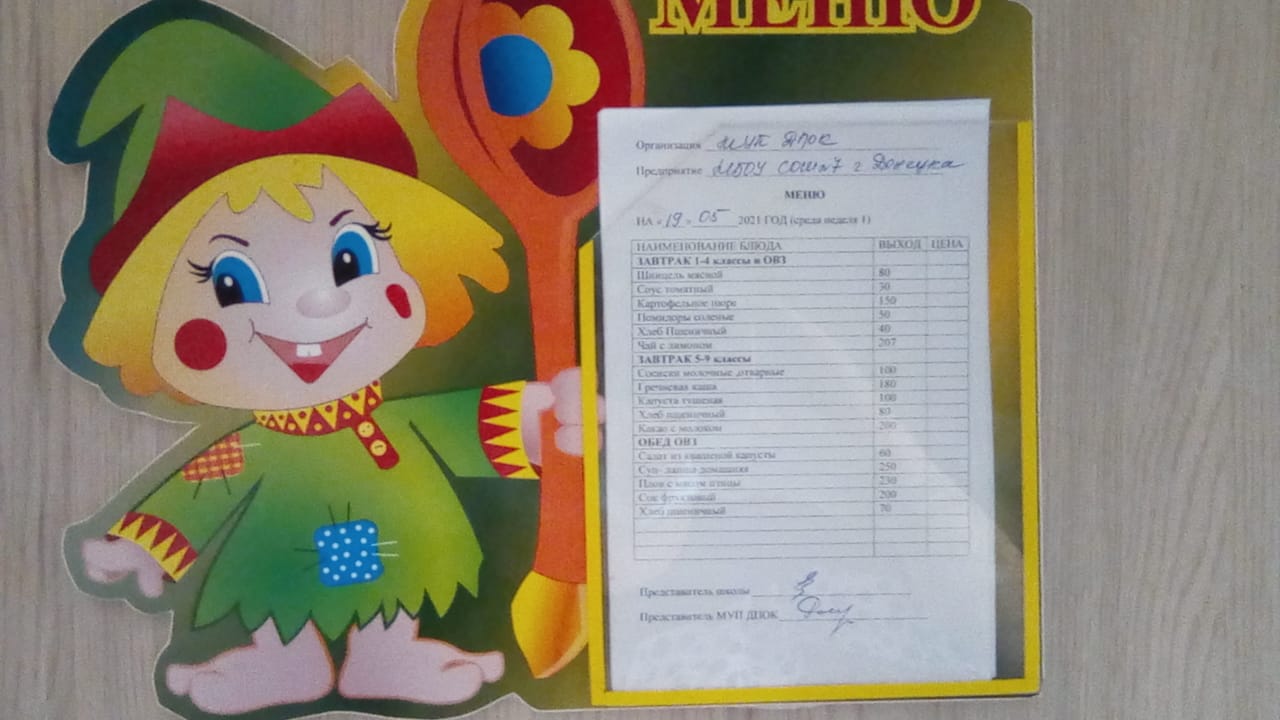 МЕНЮ
Организация МУП ДПОК
Предприятие МБОУ СОШ№7 г Донецка
МЕНЮ
НА «19» 05 2021 ГОД (среда неделя 1)
НАИМЕНОВАНИЕ БЛЮДА ВЫХОД ЦЕНА
ЗАВТРАК 1-4 классы и ОВЗ
Шницель мясной 80
Соус томатный 30
Картофельное пюре 150
Помидоры соленые 50
Хлеб Пшеничный 40
Чай с лимоном 207
ЗАВТРАК 5-9 классы
Сосиски молочные ,отварные 100
Гречневая каша 180
Капуста тушеная 100
Хлеб пшеничный 80
Какао с молоком 200
ОБЕД ОВЗ
Салат из квашеной капусты 60
Суп- лапша домашняя 250
Плов с мясом птицы 230
Сок фруктовый 200
Хлеб пшеничный 70
Представитель школы
Представитель МУП ДПОК